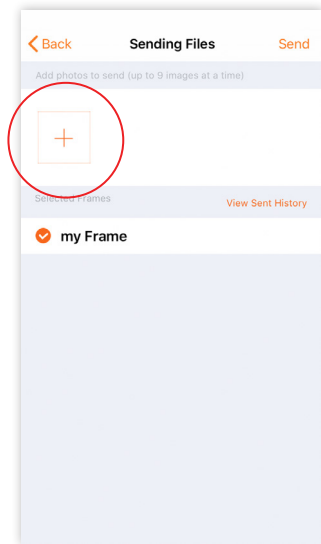 Back
Sending Files
Send
Add photos to send (up to 9 images at a time)
Selected Frames
View Sent History
my Frame